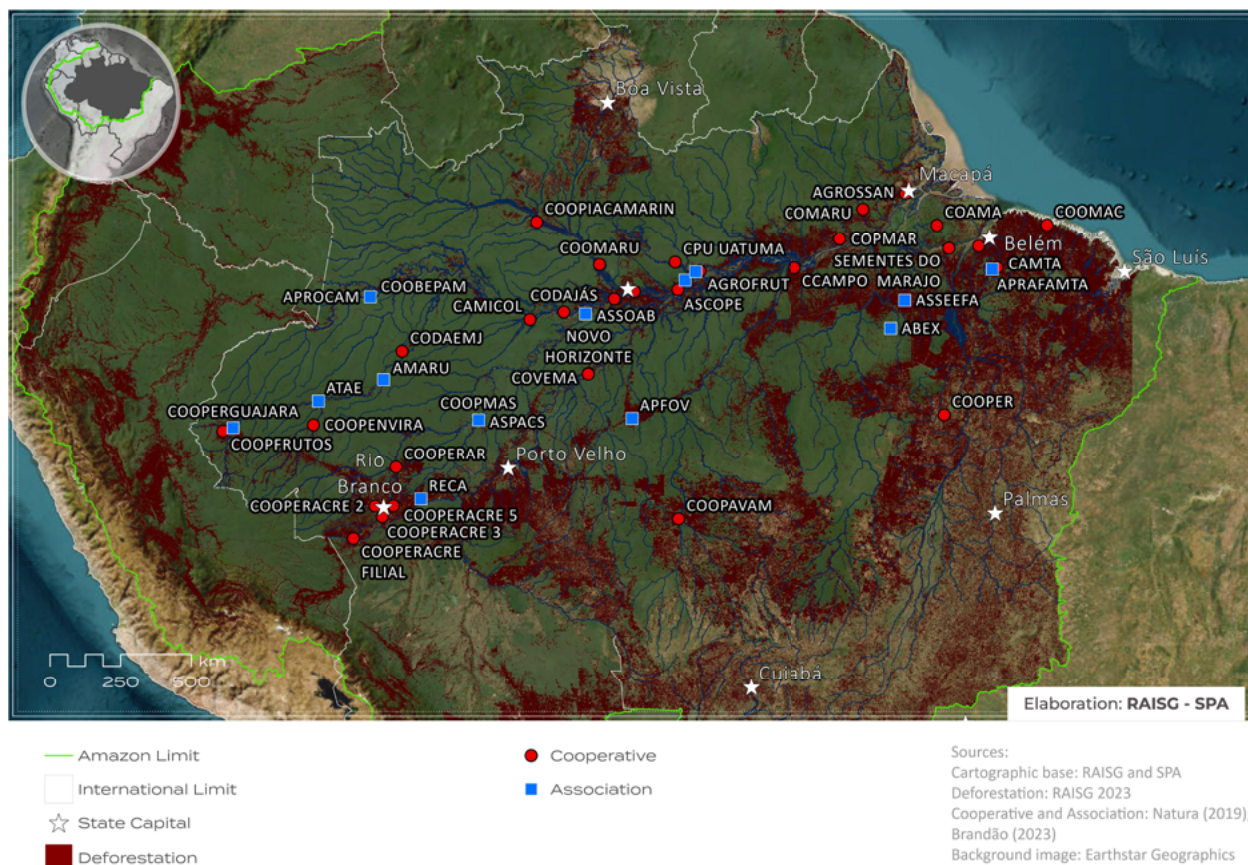 Boa Vista
Macapá
AGROSSAN
COMARU
COAMA
COOMAC
COOPIACAMARIN
COPMAR
Belém
COOMARU
CPU UATUMA
SEMENTES DO
MARAJO
CAMTA
São Luís
APROCAM
COOBEPAM
AGROFRUT
CCAMPO
APRAFAMTA
CAMICOL
CODAJÁS
ASSOAB
ASCOPE
ASSEEFA
NOVO
HORIZONTE
ABEX
CODAEMJ
AMARU
COVEMA
ATAE
COOPMAS
ASPACS
APFOV
COOPER
COOPERGUAJARA
COOPENVIRA
COOPFRUTOS
Rio
Branco
COOPERAR
Porto Velho
RECA
COOPERACRE 2
COOPERACRE 5
COOPERACRE 3
COOPAVAM
Palmas
COOPERACRE
FILIAL
km
0 250 500
Cuiabá
Elaboration: RAISG - SPA
Amazon Limit
International Limit
State Capital
Deforestation
Cooperative
Association
Sources:
Cartographic base: RAISG and SPA
Deforestation: RAISG 2023
Cooperative and Association: Natura (2019),
Brandão (2023)
Background image: Earthstar Geographics